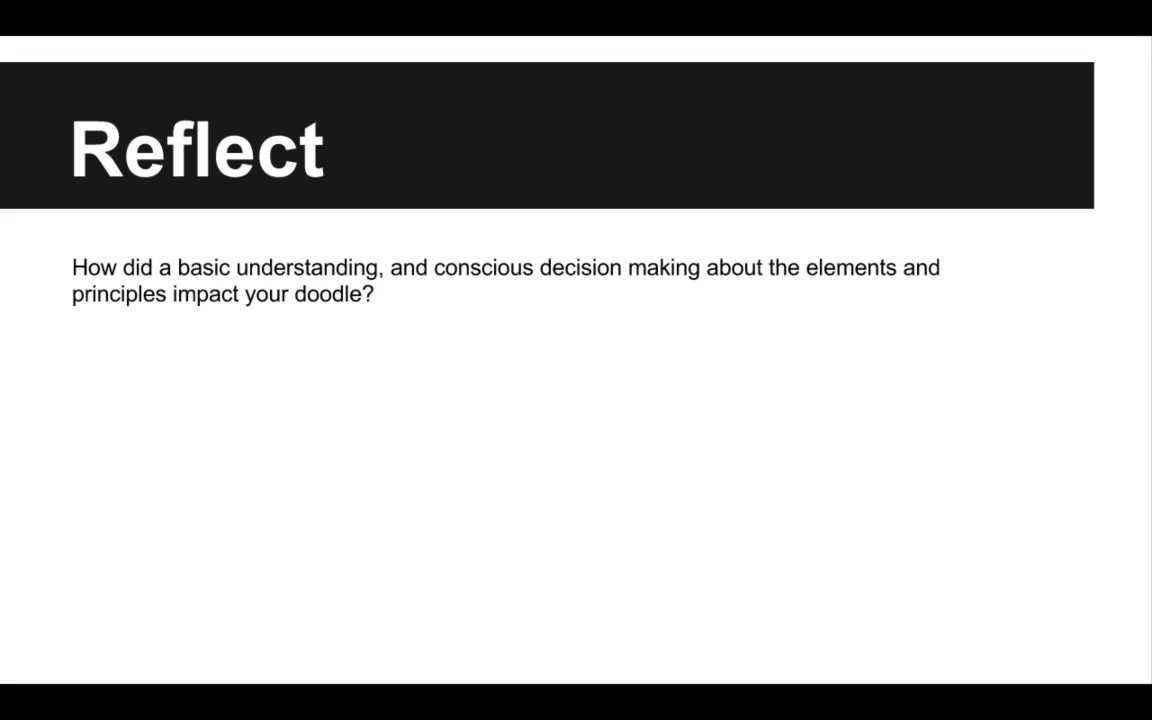 Reflect
How did a basic understanding, and conscious decision making about the elements and
principles impact your doodle?